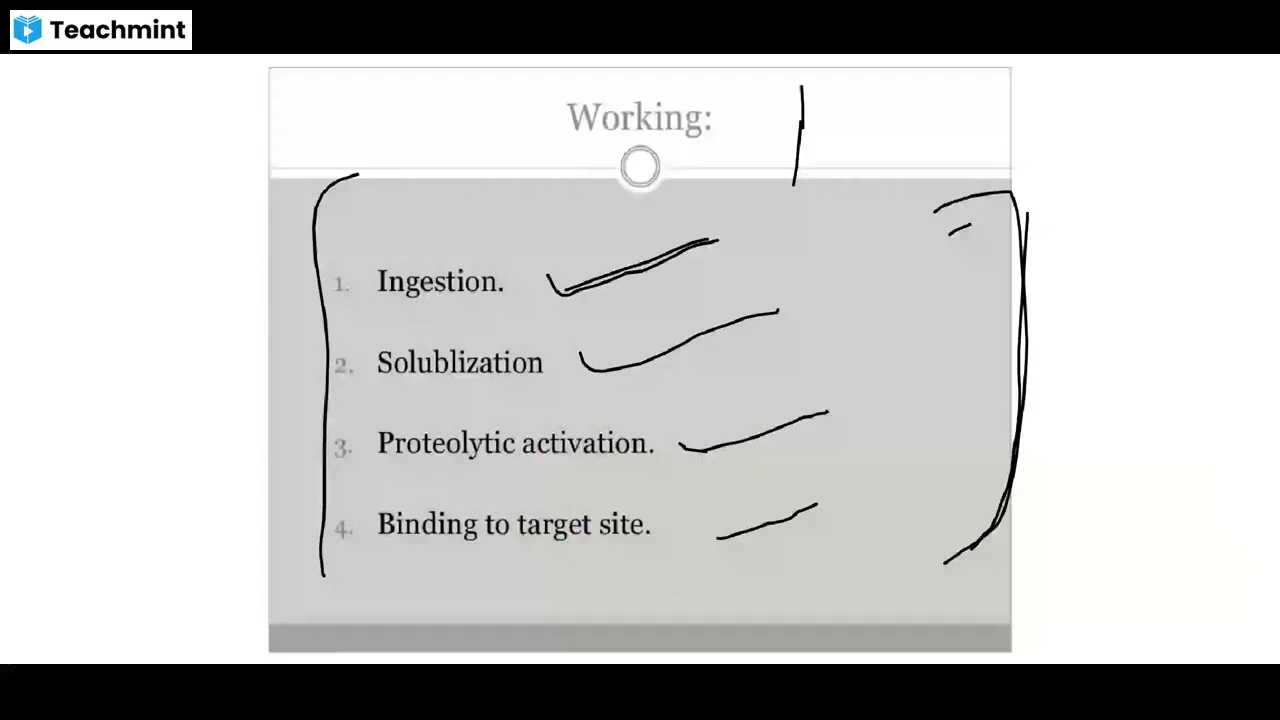 Teachmint
Working:
1. Ingestion.
2. Solublization
3. Proteolytic activation.
4. Binding to target site.